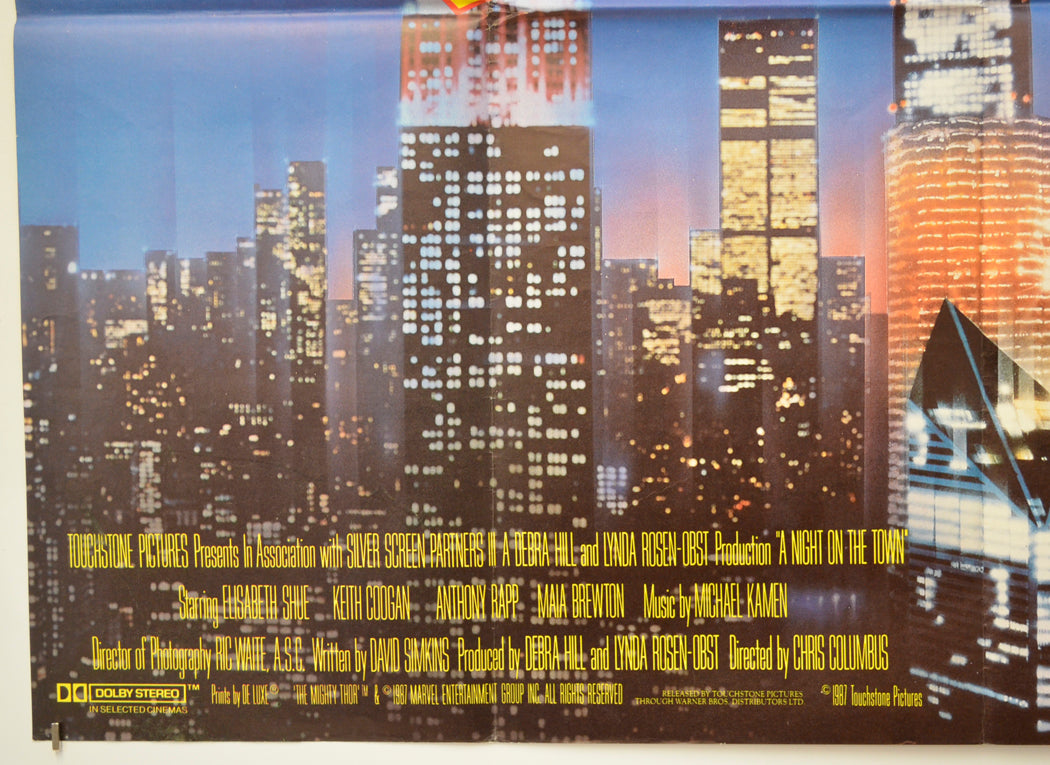 TOUCHSTONE PICTURES Presents In Association with SILVER SCREEN PARTNERS III A DEBRA HILL and LYNDA ROSEN-OBST Production "A NIGHT ON THE TOWN"
Starring ELISABETH SHUE KEITH COOGAN ANTHONY RAPP MAIA BREWTON Music by MICHAEL KAMEN
Director of Photography RIC WAITE, A.S.C. Written by DAVID SIMKINS Produced by DEBRA HILL and LYNDA ROSEN-OBST Directed by CHRIS COLUMBUS
DOLBY STEREO ™ Prints by DE LUXE® 'THE MIGHTY THOR'™ & © 1987 MARVEL ENTERTAINMENT GROUP INC. ALL RIGHTS RESERVED RELEASED BY TOUCHSTONE PICTURES © 1987 Touchstone Pictures
IN SELECTED CINEMAS THROUGH WARNER BROS. DISTRIBUTORS LTD.